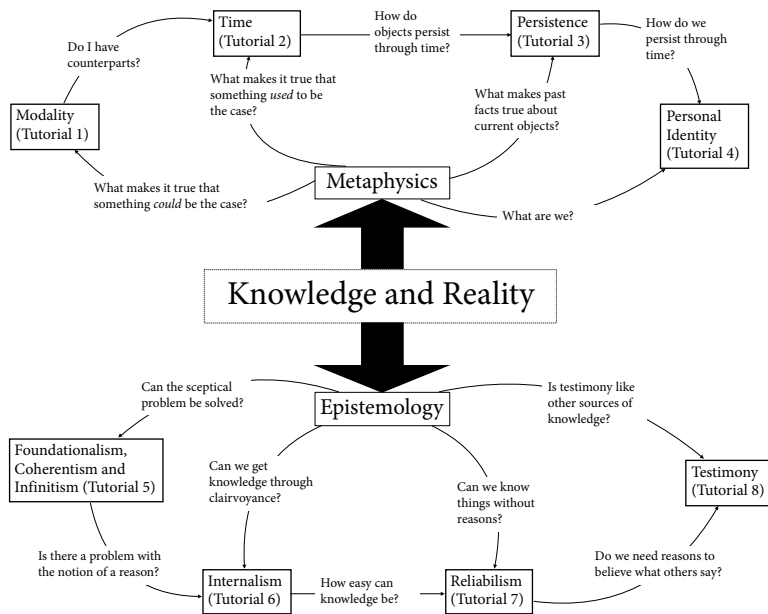 Time
(Tutorial 2)
How do
objects persist
through time?
Persistence
(Tutorial 3)
How do we
persist through
time?
Do I have
counterparts?
What makes it true that
something used to be
the case?
What makes past
facts true about
current objects?
Modality
(Tutorial 1)
Personal
Identity
(Tutorial 4)
What makes it true that
something could be the case?
Metaphysics
What are we?
Knowledge and Reality
Can the sceptical
problem be solved?
Epistemology
Is testimony like
other sources of
knowledge?
Foundationalism,
Coherentism and
Infinitism (Tutorial 5)
Can we get
knowledge through
clairvoyance?
Can we know
things without
reasons?
Testimony
(Tutorial 8)
Is there a problem with
the notion of a reason?
Internalism
(Tutorial 6)
How easy can
knowledge be?
Reliabilism
(Tutorial 7)
Do we need reasons to
believe what others say?